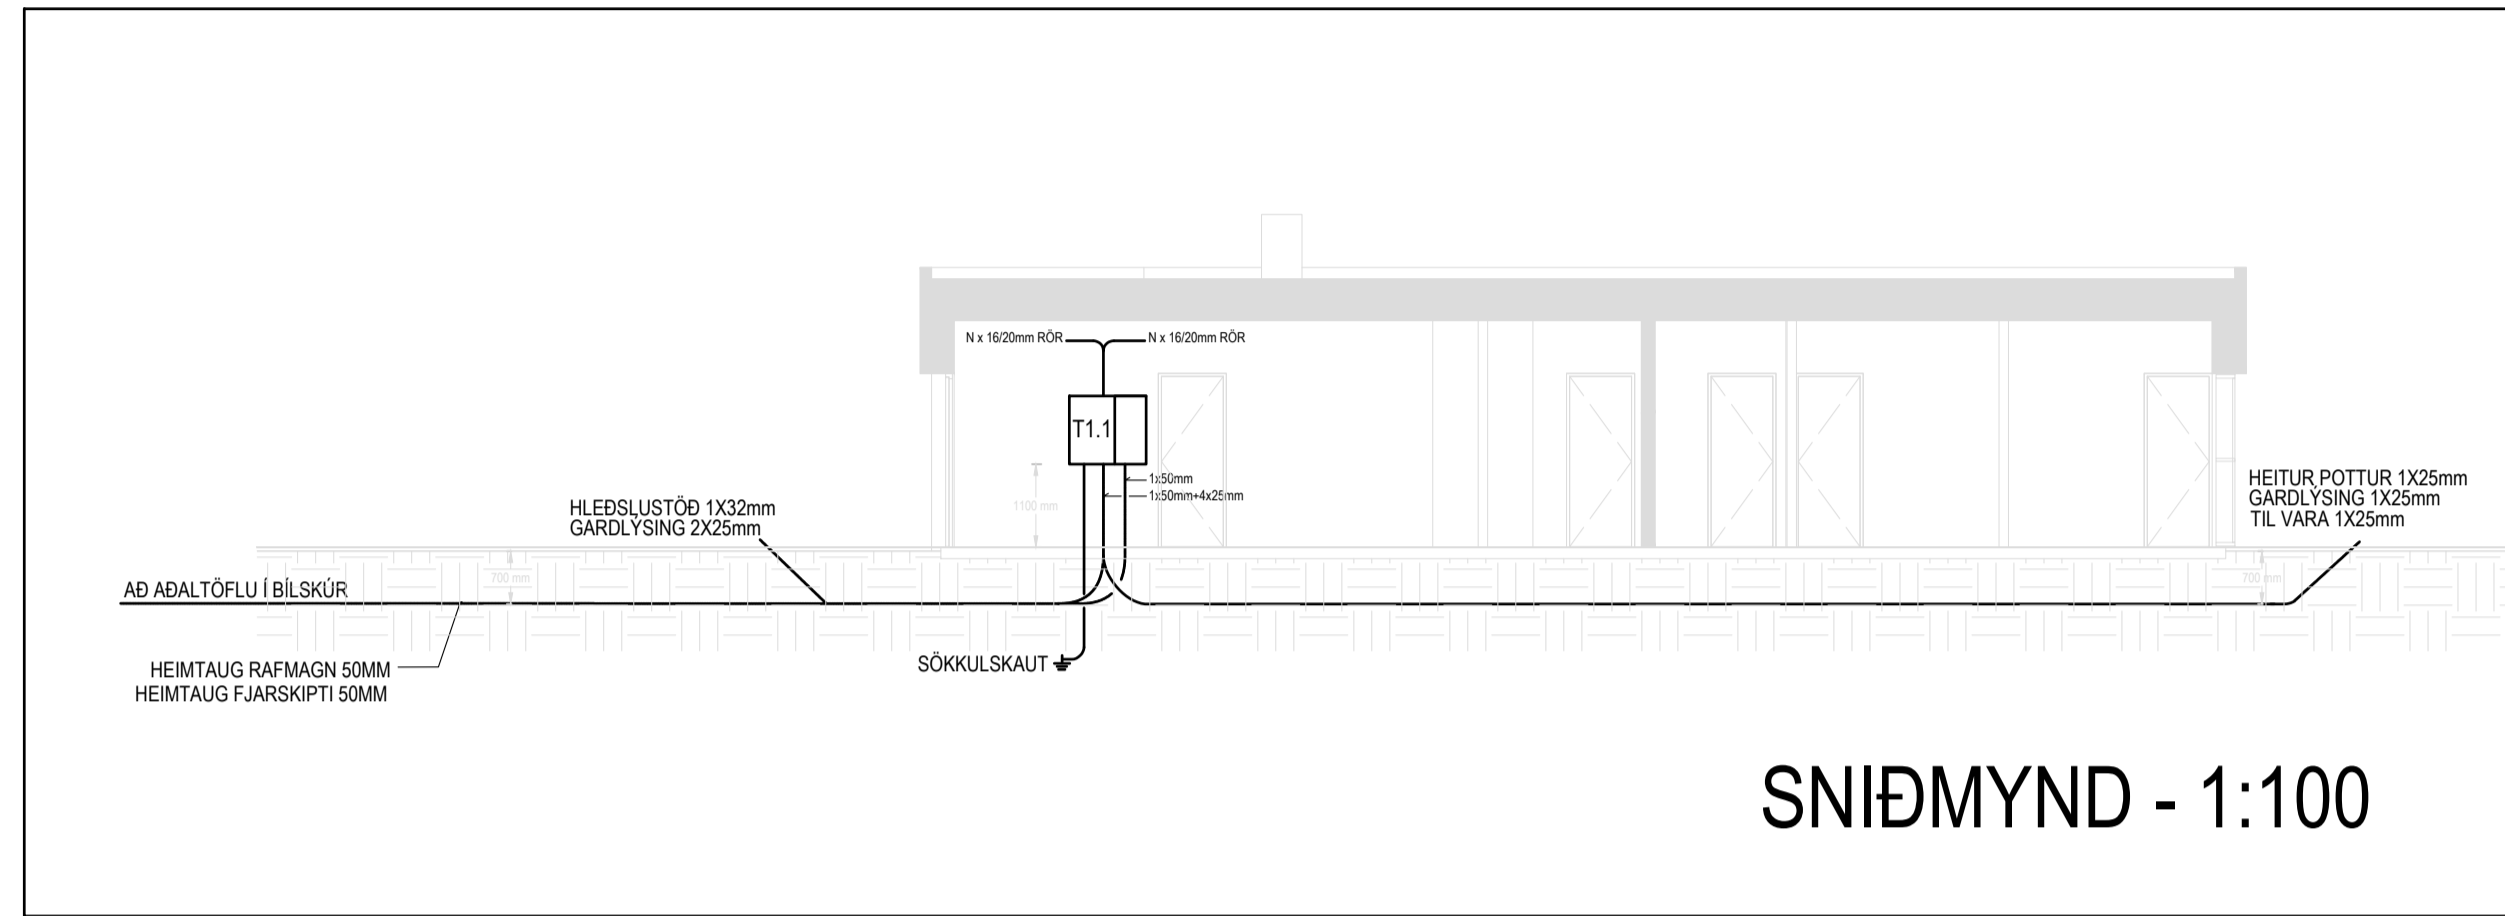 N x 16/20mm RÖR
N x 16/20mm RÖR
T1.1
1x50mm
1x50mm+4x25mm
1100 mm
HLEÐSLUSTÖÐ 1X32mm
GARDLÝSING 2X25mm
HEITUR POTTUR 1X25mm
GARDLÝSING 1X25mm
TIL VARA 1X25mm
700 mm
700 mm
AÐ AÐALTÖFLU Í BÍLSKÚR
HEIMTAUG RAFMAGN 50MM
HEIMTAUG FJARSKIPTI 50MM
SÖKKULSKAUT
SNIÐMYND - 1:100